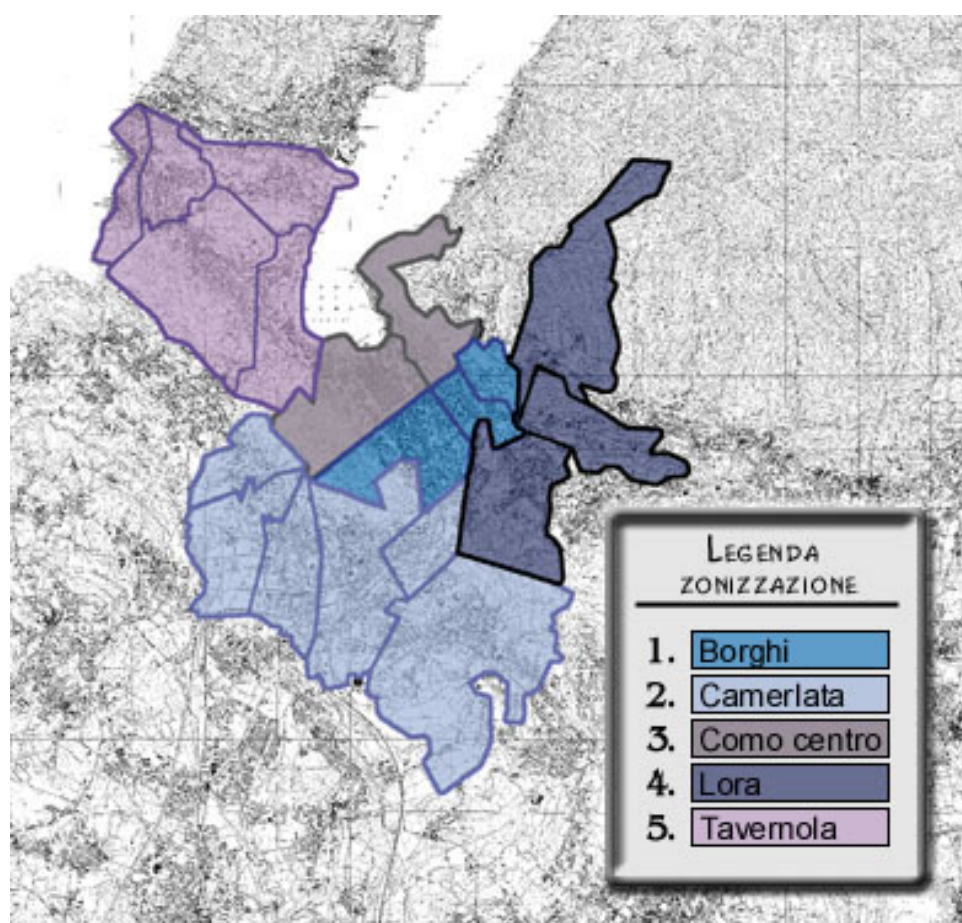 LEGENDA
ZONIZZAZIONE
1. Borghi
2. Camerlata
3. Como centro
4. Lora
5. Tavernola